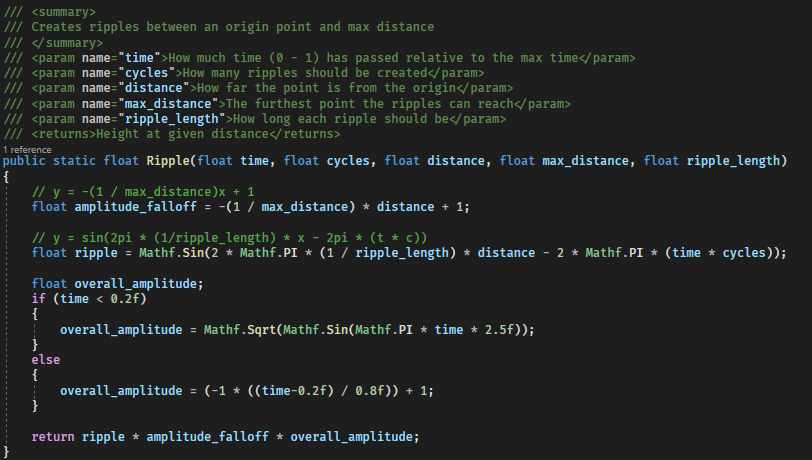 /// <summary>
/// Creates ripples between an origin point and max distance
/// </summary>
/// <param name="time">How much time (0 - 1) has passed relative to the max time</param>
/// <param name="cycles">How many ripples should be created</param>
/// <param name="distance">How far the point is from the origin</param>
/// <param name="max_distance">The furthest point the ripples can reach</param>
/// <param name="ripple_length">How long each ripple should be</param>
/// <returns>Height at given distance</returns>
1 reference
public static float Ripple(float time, float cycles, float distance, float max_distance, float ripple_length)
{
    // y = -(1 / max_distance)x + 1
    float amplitude_falloff = -(1 / max_distance) * distance + 1;

    // y = sin(2pi * (1/ripple_length) * x - 2pi * (t * c))
    float ripple = Mathf.Sin(2 * Mathf.PI * (1 / ripple_length) * distance - 2 * Mathf.PI * (time * cycles));

    float overall_amplitude;
    if (time < 0.2f)
    {
        overall_amplitude = Mathf.Sqrt(Mathf.Sin(Mathf.PI * time * 2.5f));
    }
    else
    {
        overall_amplitude = (-1 * ((time-0.2f) / 0.8f)) + 1;
    }

    return ripple * amplitude_falloff * overall_amplitude;
}